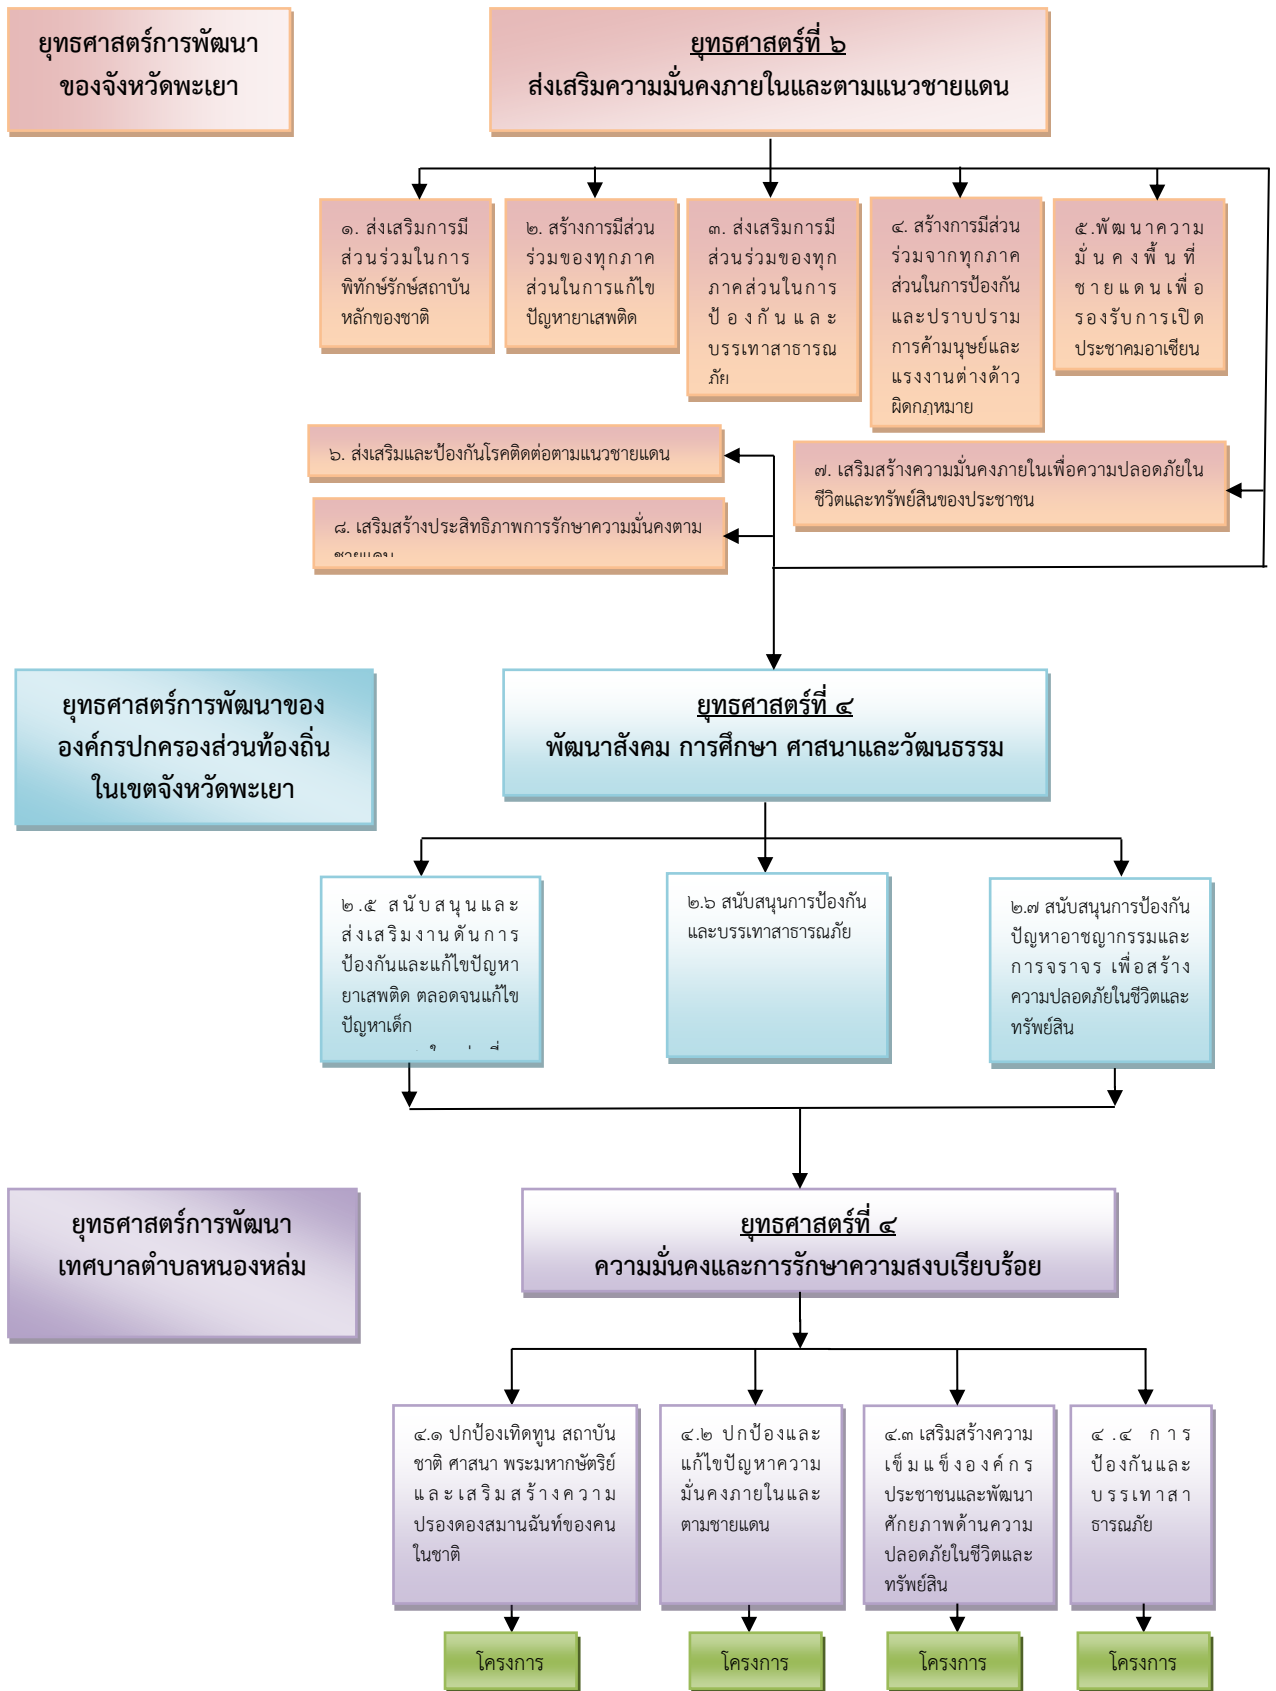 ยุทธศาสตร์การพัฒนา
ของจังหวัดพะเยา
ยุทธศาสตร์ที่ ๖
ส่งเสริมความมั่นคงภายในและตามแนวชายแดน
๑. ส่งเสริมการมี
ส่วนร่วมในการ
พิทักษ์รักษ์สถาบัน
หลักของชาติ
๒. สร้างการมีส่วน
ร่วมของทุกภาค
ส่วนในการแก้ไข
ปัญหายาเสพติด
๓. ส่งเสริมการมี
ส่วนร่วมของทุก
ภาคส่วนในการ
ป้องกันและ
บรรเทาสาธารณ
ภัย
๔. สร้างการมีส่วน
ร่วมจากทุกภาค
ส่วนในการป้องกัน
และปราบปราม
การค้ามนุษย์และ
แรงงานต่างด้าว
ผิดกฎหมาย
๕.พัฒนาความ
มั่นคงพื้นที่
ชายแดนเพื่อ
รองรับการเปิด
ประชาคมอาเซียน
๖. ส่งเสริมและป้องกันโรคติดต่อตามแนวชายแดน
๗. เสริมสร้างความมั่นคงภายในเพื่อความปลอดภัยใน
ชีวิตและทรัพย์สินของประชาชน
๘. เสริมสร้างประสิทธิภาพการรักษาความมั่นคงตาม
ชายแดน
ยุทธศาสตร์การพัฒนาของ
องค์กรปกครองส่วนท้องถิ่น
ในเขตจังหวัดพะเยา
ยุทธศาสตร์ที่ ๔
พัฒนาสังคม การศึกษา ศาสนาและวัฒนธรรม
๒.๕ สนับสนุนและ
ส่งเสริมงานด้นการ
ป้องกันและแก้ไขปัญหา
ยาเสพติด ตลอดจนแก้ไข
ปัญหาเด็ก
๒.๖ สนับสนุนการป้องกัน
และบรรเทาสาธารณภัย
๒.๗ สนับสนุนการป้องกัน
ปัญหาอาชญากรรมและ
การจราจร เพื่อสร้าง
ความปลอดภัยในชีวิตและ
ทรัพย์สิน
ยุทธศาสตร์การพัฒนา
เทศบาลตำบลหนองหล่ม
ยุทธศาสตร์ที่ ๔
ความมั่นคงและการรักษาความสงบเรียบร้อย
๔.๑ ปกป้องเทิดทูน สถาบัน
ชาติ ศาสนา พระมหากษัตริย์
และเสริมสร้างความ
ปรองดองสมานฉันท์ของคน
ในชาติ
๔.๒ ปกป้องและ
แก้ไขปัญหาความ
มั่นคงภายในและ
ตามชายแดน
๔.๓ เสริมสร้างความ
เข็มแข็งองค์กร
ประชาชนและพัฒนา
ศักยภาพด้านความ
ปลอดภัยในชีวิตและ
ทรัพย์สิน
๔.๔ การ
ป้องกันและ
บรรเทาสา
ธารณภัย
โครงการ
โครงการ
โครงการ
โครงการ